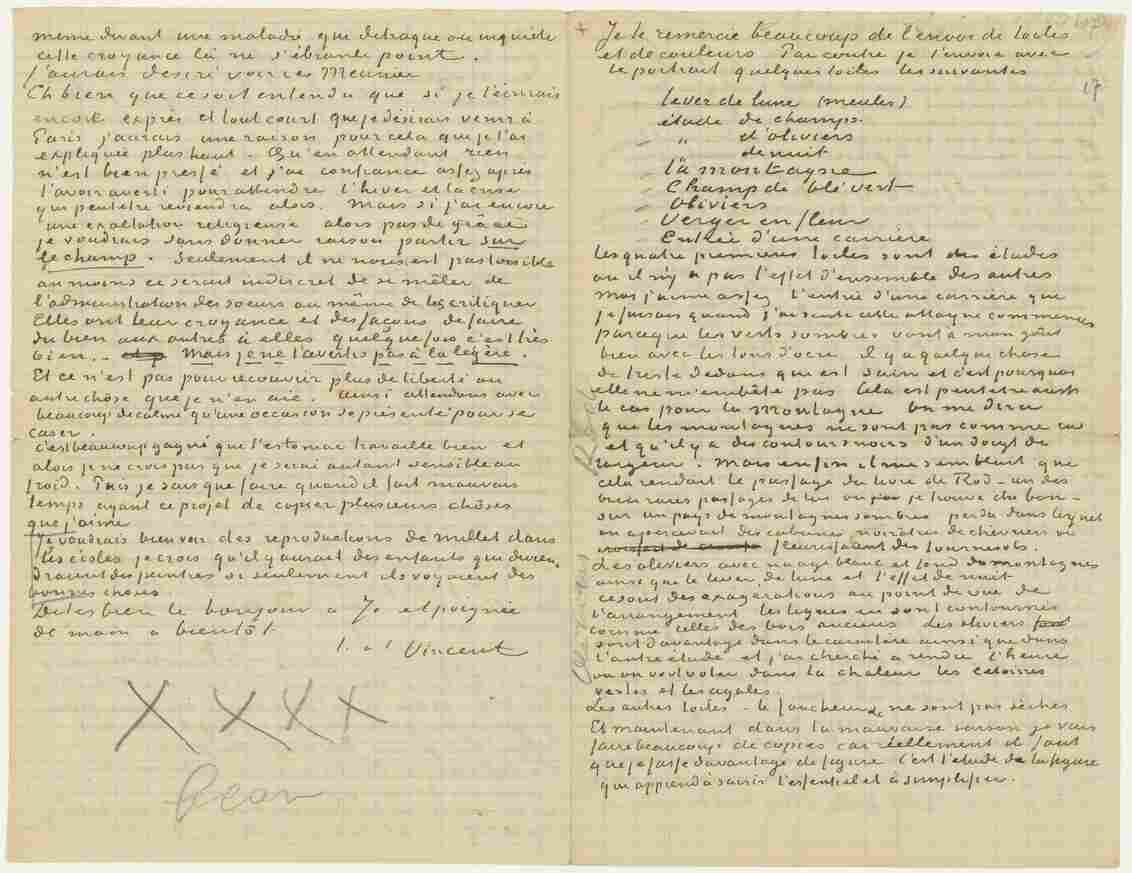 meme durant une maladie que detraque ou inquiete
cette croyance là ne s'ebranle point.
J'aurais desiré voir ces Meunier
Eh bien que ce soit entendu que si je t'ecrirais
encore exprès et tout court que je desirais venir à
Paris j'aurais une raison pour cela que je t'ai
expliquée plus haut. Qu'en attendant rien
n'est bien pressé et j'ai confiance assez après
t'avoir averti pour attendre l'hiver et la crise
qui peutetre reviendra alors. Mais si j'ai encore
une exaltation religieuse alors pas de grâce
je voudrais sans donner raison partir sur
le champ. Seulement il ne nous est pas loisible
au moins ce serait indiscret de se mêler de
l'administration des soeurs ou même de les critiquer
Elles ont leur croyance et des façons de faire
du bien aux autres à elles quelquefois c'est très
bien. – Mais je ne t'avertis pas à la légère.
Et ce n'est pas pour recouvrir plus de liberté ou
autre chose que je n'en aie. Ainsi attendons avec
beaucoup de calme qu'une occasion se présente pour se
caser.
c'est beaucoup gagné que l'estomac travaille bien et
alors je ne crois pas que je serai autant sensible au
froid. Puis je sais que faire quand il fait mauvais
temps ayant ce projet de copier plusieurs chôses
que j'aime
Je voudrais bien voir des reproductions de Millet dans
les écoles je crois qu'il y aurait des enfants qui devien
draient des peintres si seulement ils voyaient des
bonnes choses.
Dites bien le bonjour à Jo et poignée
de main a bientôt
t. à t. Vincent
X X X X
Je te remercie beaucoup de l'envoi de toiles
et de couleurs Par contre je t'envoie avec
le portrait quelques toiles les suivantes
17
lever de lune (meules)
étude de champs.
" d'oliviers
de nuit
La montagne
Champ de blé vert
Oliviers
Verger en fleur
Entrée d'une carrière
Les quatre premieres toiles sont des études
où il n'y a pas l'effet d'ensemble des autres
Moi j'aime assez l'entrée d'une carrière que
je faisais quand j'ai senti cette attaque commencer
parceque les verts sombres vont à mon goût
bien avec les tons d'ocre, il y a quelque chose
de triste dedans qui est sain et c'est pourquoi
elle ne m'embête pas Cela est peut etre aussi
le cas pour la Montagne on me dira
que les montagnes ne sont pas comme cà
et qu'il y a des contours noirs d'un doigt de
largeur. Mais enfin il me semblait que
cela rendait le passage du livre de Rod – un des
bien rares passages de lui où je trouve du bon –
sur un pays de montagnes sombres perdu dans lequel
on apercevait des cabanes noiratres de chevriers où
fleurissaient des tournesols.
Les oliviers avec nuage blanc et fond de montagnes
ainsi que le lever de lune et l'effet de nuit
ce sont des exagerations au point de vue de
l'arrangement les lignes en sont contournées
comme celles des bois anciens Les oliviers
sont davantage dans le caractère ainsi que dans
l'autre étude et j'ai cherché a rendre l'heure
où on voit voler dans la chaleur les cetoines
vertes et les cigales.
Les autres toiles – le faucheur &c ne sont pas sèches
Et maintenant dans la mauvaise saison je vais
faire beaucoup de copies car réellement il faut
que je fasse davantage de figure C'est l'etude de la figure
qui apprend à saisir l'essentiel et à simplifier.